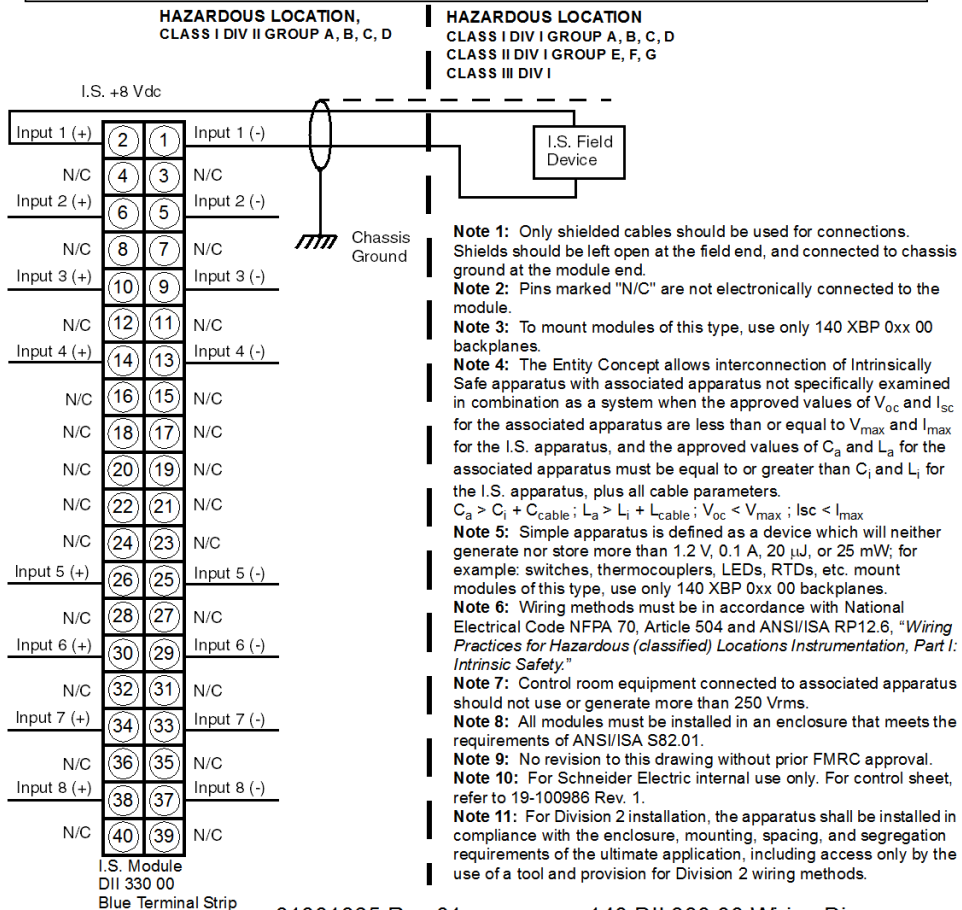 HAZARDOUS LOCATION,
CLASS I DIV II GROUP A, B, C, D
HAZARDOUS LOCATION
CLASS I DIV I GROUP A, B, C, D
CLASS II DIV I GROUP E, F, G
CLASS III DIV I
I.S. +8 Vdc
Input 1 (+) 2 1 Input 1 (-)
I.S. Field
Device
N/C 4 3 N/C
Input 2 (+) 6 5 Input 2 (-)
N/C 8 7 N/C
Chassis
Ground
Input 3 (+) 10 9 Input 3 (-)
N/C 12 11 N/C
Input 4 (+) 14 13 Input 4 (-)
N/C 16 15 N/C
N/C 18 17 N/C
N/C 20 19 N/C
N/C 22 21 N/C
N/C 24 23 N/C
Input 5 (+) 26 25 Input 5 (-)
N/C 28 27 N/C
Input 6 (+) 30 29 Input 6 (-)
N/C 32 31 N/C
Input 7 (+) 34 33 Input 7 (-)
N/C 36 35 N/C
Input 8 (+) 38 37 Input 8 (-)
N/C 40 39 N/C
I.S. Module
DII 330 00
Blue Terminal Strip
Note 1: Only shielded cables should be used for connections.
Shields should be left open at the field end, and connected to chassis
ground at the module end.
Note 2: Pins marked "N/C" are not electronically connected to the
module.
Note 3: To mount modules of this type, use only 140 XBP 0xx 00
backplanes.
Note 4: The Entity Concept allows interconnection of Intrinsically
Safe apparatus with associated apparatus not specifically examined
in combination as a system when the approved values of Voc and Isc
for the associated apparatus are less than or equal to Vmax and Imax
for the I.S. apparatus, and the approved values of Ca and La for the
associated apparatus must be equal to or greater than Ci and Li for
the I.S. apparatus, plus all cable parameters.
Ca > Ci + Ccable ; La > Li + Lcable ; Voc < Vmax ; Isc < Imax
Note 5: Simple apparatus is defined as a device which will neither
generate nor store more than 1.2 V, 0.1 A, 20 µJ, or 25 mW; for
example: switches, thermocouplers, LEDs, RTDs, etc. mount
modules of this type, use only 140 XBP 0xx 00 backplanes.
Note 6: Wiring methods must be in accordance with National
Electrical Code NFPA 70, Article 504 and ANSI/ISA RP12.6, “Wiring
Practices for Hazardous (classified) Locations Instrumentation, Part I:
Intrinsic Safety.”
Note 7: Control room equipment connected to associated apparatus
should not use or generate more than 250 Vrms.
Note 8: All modules must be installed in an enclosure that meets the
requirements of ANSI/ISA S82.01.
Note 9: No revision to this drawing without prior FMRC approval.
Note 10: For Schneider Electric internal use only. For control sheet,
refer to 19-100986 Rev. 1.
Note 11: For Division 2 installation, the apparatus shall be installed in
compliance with the enclosure, mounting, spacing, and segregation
requirements of the ultimate application, including access only by the
use of a tool and provision for Division 2 wiring methods.